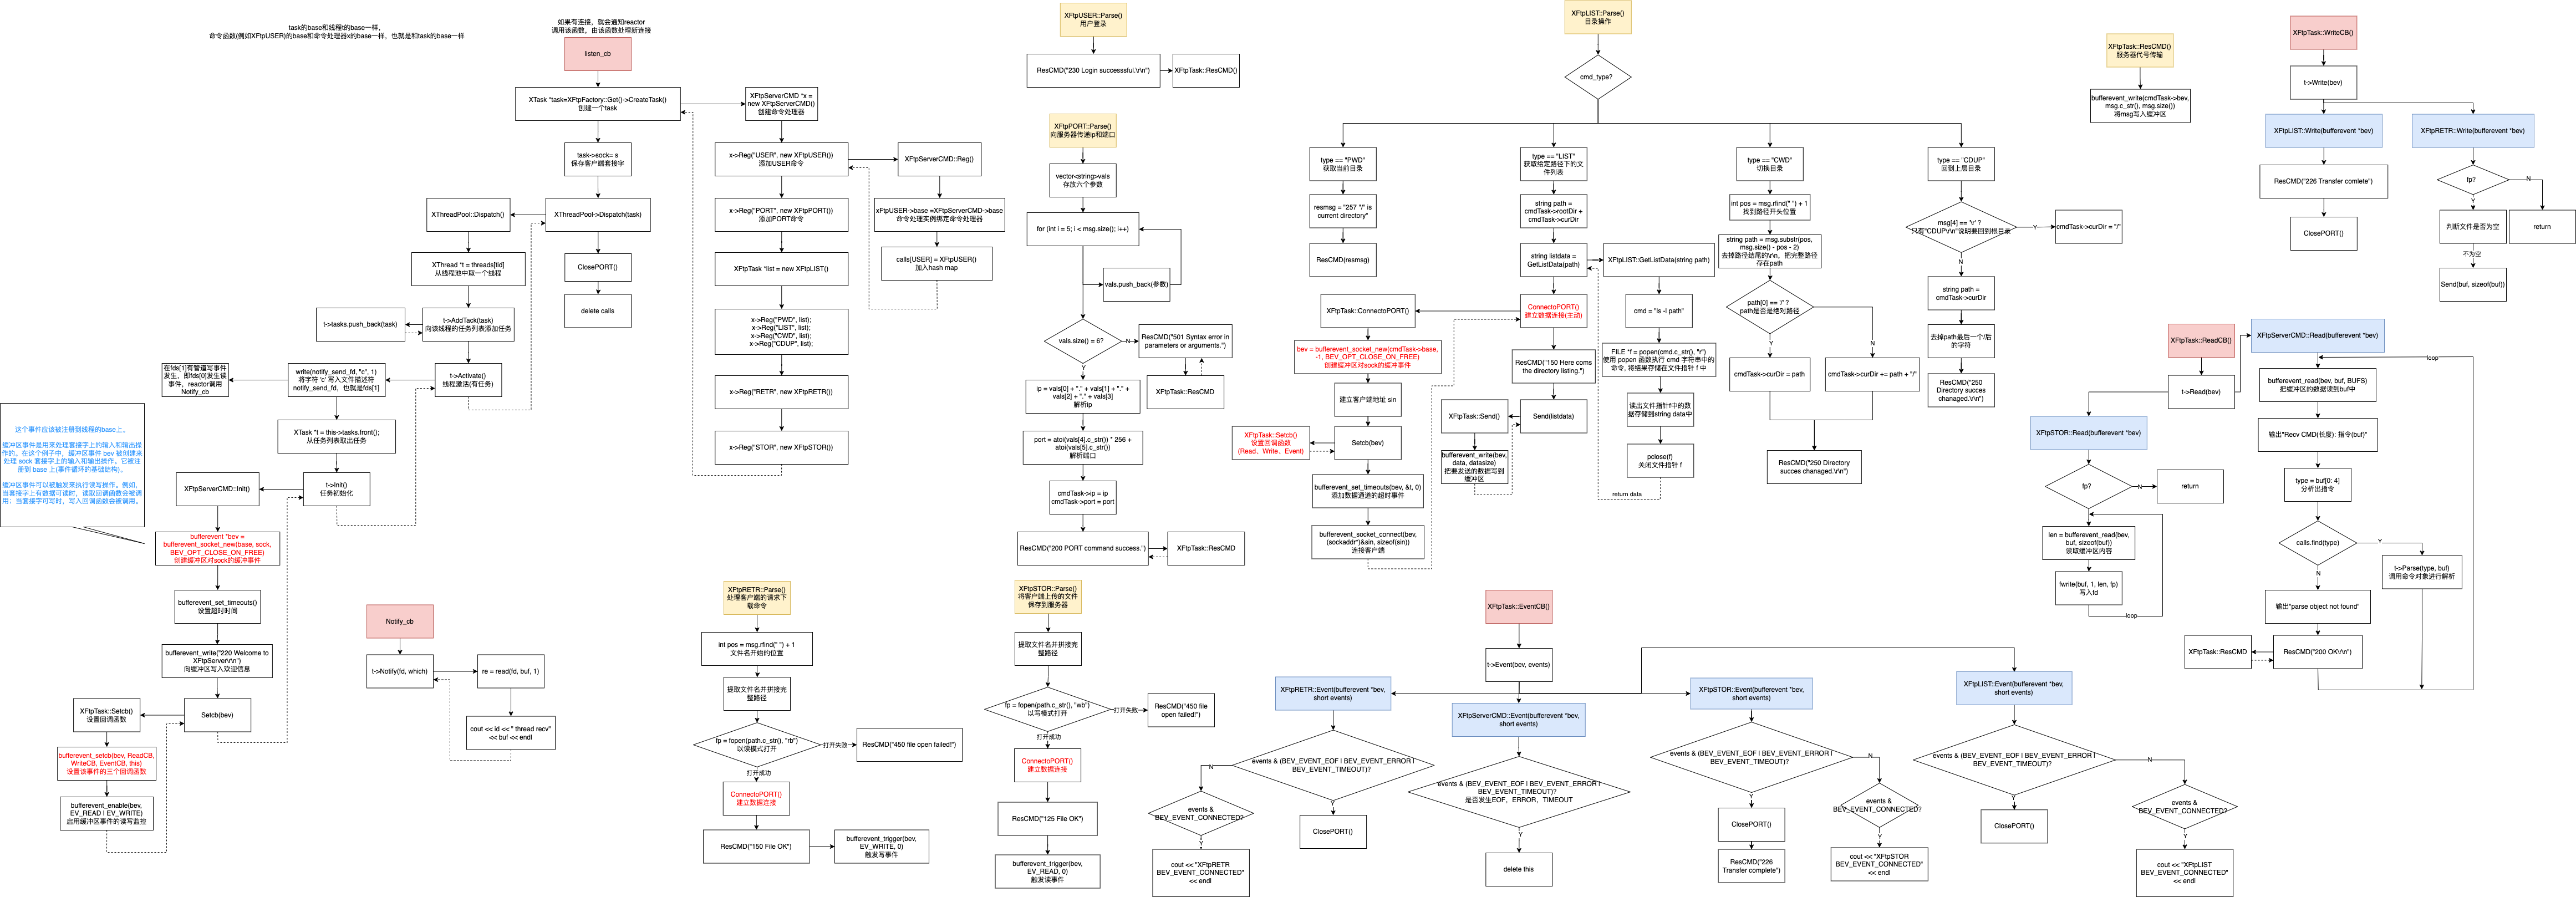 task的base和线程t的base一样,
命令函数(例如XFtpUSER)的base和命令处理器x的base一样，也就是和task的base一样
如果有连接，就会通知reactor
调用该函数，由该函数处理新连接
listen_cb
XTask *task=XFtpFactory::Get()->CreateTask()
创建一个task
task->sock= s
保存客户端套接字
XThreadPool->Dispatch(task)
ClosePORT()
delete calls
XThreadPool::Dispatch()
XThread *t = threads[tid]
从线程池中取一个线程
t->AddTack(task)
向该线程的任务列表添加任务
t->tasks.push_back(task)
t->Activate()
线程激活(有任务)
write(notify_send_fd, "c", 1)
将字符 'c' 写入文件描述符
notify_send_fd，也就是fds[1]
在fds[1]有管道写事件
发生，即fds[0]发生读
事件，reactor调用
Notify_cb
XTask *t = this->tasks.front();
从任务列表取出任务
t->Init()
任务初始化
XFtpServerCMD::Init()
bufferevent *bev =
bufferevent_socket_new(base, sock,
BEV_OPT_CLOSE_ON_FREE)
创建缓冲区对sock的缓冲事件
bufferevent_set_timeouts()
设置超时时间
bufferevent_write("220 Welcome to
XFtpServer\r\n")
向缓冲区写入欢迎信息
Setcb(bev)
XFtpTask::Setcb()
设置回调函数
bufferevent_setcb(bev, ReadCB,
WriteCB, EventCB, this)
设置该事件的三个回调函数
bufferevent_enable(bev,
EV_READ | EV_WRITE)
启用缓冲区事件的读写监控
这个事件应该被注册到线程的base上。
缓冲区事件是用来处理套接字上的输入和输出操
作的。在这个例子中，缓冲区事件 bev 被创建来
处理 sock 套接字上的输入和输出操作。它被注
册到 base 上(事件循环的基础结构)。
缓冲区事件可以被触发来执行读写操作。例如，
当套接字上有数据可读时，读取回调函数会被调
用；当套接字可写时，写入回调函数会被调用。
Notify_cb
t->Notify(fd, which)
re = read(fd, buf, 1)
cout << id << " thread recv"
<< buf << endl
XFtpServerCMD *x =
new XFtpServerCMD()
创建命令处理器
x->Reg("USER", new XFtpUSER())
添加USER命令
x->Reg("PORT", new XFtpPORT())
添加PORT命令
XFtpTask *list = new XFtpLIST()
x->Reg("PWD", list);
x->Reg("LIST", list);
x->Reg("CWD", list);
x->Reg("CDUP", list);
x->Reg("RETR", new XFtpRETR())
x->Reg("STOR", new XFtpSTOR())
XFtpServerCMD::Reg()
xFtpUSER->base =XFtpServerCMD->base
命令处理实例绑定命令处理器
calls[USER] = XFtpUSER()
加入hash map
XFtpUSER::Parse()
用户登录
ResCMD("230 Login successsful.\r\n")
XFtpTask::ResCMD()
XFtpPORT::Parse()
向服务器传递ip和端口
vector<string>vals
存放六个参数
for (int i = 5; i < msg.size(); i++)
vals.push_back(参数)
vals.size() = 6?
N
ResCMD("501 Syntax error in
parameters or arguments.")
XFtpTask::ResCMD
Y
ip = vals[0] + "." + vals[1] + "." +
vals[2] + "." + vals[3]
解析ip
port = atoi(vals[4].c_str()) * 256 +
atoi(vals[5].c_str())
解析端口
cmdTask->ip = ip
cmdTask->port = port
ResCMD("200 PORT command success.")
XFtpTask::ResCMD
XFtpRETR::Parse()
处理客户端的请求下
载命令
int pos = msg.rfind(" ") + 1
文件名开始的位置
提取文件名并拼接完
整路径
fp = fopen(path.c_str(), "rb")
以读模式打开
打开失败
ResCMD("450 file open failed!")
打开成功
ConnectoPORT()
建立数据连接
ResCMD("150 File OK")
bufferevent_trigger(bev,
EV_WRITE, 0)
触发写事件
XFtpSTOR::Parse()
将客户端上传的文件
保存到服务器
提取文件名并拼接完
整路径
fp = fopen(path.c_str(), "wb")
以写模式打开
打开失败
ResCMD("450 file
open failed!")
打开成功
ConnectoPORT()
建立数据连接
ResCMD("125 File OK")
bufferevent_trigger(bev,
EV_READ, 0)
触发读事件
XFtpLIST::Parse()
目录操作
cmd_type?
type == "PWD"
获取当前目录
resmsg = "257 "/" is
current directory"
ResCMD(resmsg)
type == "LIST"
获取给定路径下的文
件列表
string path =
cmdTask->rootDir +
cmdTask->curDir
string listdata =
GetListData(path)
ConnectoPORT()
建立数据连接(主动)
ResCMD("150 Here coms
the directory listing.")
Send(listdata)
XFtpTask::Send()
bufferevent_write(bev,
data, datasize)
把要发送的数据写到
缓冲区
XFtpTask::ConnectoPORT()
bev = bufferevent_socket_new(cmdTask->base,
-1, BEV_OPT_CLOSE_ON_FREE)
创建缓冲区对sock的缓冲事件
建立客户端地址 sin
Setcb(bev)
XFtpTask::Setcb()
设置回调函数
(Read、Write、Event)
bufferevent_set_timeouts(bev, &t, 0)
添加数据通道的超时事件
bufferevent_socket_connect(bev,
(sockaddr*)&sin, sizeof(sin))
连接客户端
XFtpLIST::GetListData(string path)
cmd = "ls -l path"
FILE *f = popen(cmd.c_str(), "r")
使用 popen 函数执行 cmd 字符串中的
命令, 将结果存储在文件指针 f 中
读出文件指针f中的数
据存储到string data中
pclose(f)
关闭文件指针 f
return data
type == "CWD"
切换目录
int pos = msg.rfind(" ") + 1
找到路径开头位置
string path = msg.substr(pos,
msg.size() - pos - 2)
去掉路径结尾的\r\n，把完整路径
存在path
path[0] == '/' ?
path是否是绝对路径
Y
N
cmdTask->curDir = path
cmdTask->curDir += path + "/"
ResCMD("250 Directory
succes chanaged.\r\n")
type == "CDUP"
回到上层目录
msg[4] == '\r' ?
只有"CDUP\r\n"说明要回到根目录
Y
cmdTask->curDir = "/"
N
string path =
cmdTask->curDir
去掉path最后一个/后
的字符
ResCMD("250
Directory succes
chanaged.\r\n")
XFtpTask::ResCMD()
服务器代号传输
bufferevent_write(cmdTask->bev,
msg.c_str(), msg.size())
将msg写入缓冲区
XFtpTask::WriteCB()
t->Write(bev)
XFtpLIST::Write(bufferevent *bev)
ResCMD("226 Transfer comlete")
ClosePORT()
XFtpRETR::Write(bufferevent *bev)
fp?
N
return
Y
判断文件是否为空
不为空
Send(buf, sizeof(buf))
XFtpTask::ReadCB()
t->Read(bev)
XFtpSTOR::Read(bufferevent *bev)
fp?
N
return
Y
len = bufferevent_read(bev,
buf, sizeof(buf))
读取缓冲区内容
fwrite(buf, 1, len, fp)
写入fd
loop
XFtpServerCMD::Read(bufferevent *bev)
loop
bufferevent_read(bev, buf, BUFS)
把缓冲区的数据读到buf中
输出"Recv CMD(长度): 指令(buf)"
type = buf[0: 4]
分析出指令
calls.find(type)
Y
t->Parse(type, buf)
调用命令对象进行解析
N
输出"parse object not found"
ResCMD("200 OK\r\n")
XFtpTask::ResCMD
XFtpTask::EventCB()
t->Event(bev, events)
XFtpRETR::Event(bufferevent *bev,
short events)
events & (BEV_EVENT_EOF | BEV_EVENT_ERROR |
BEV_EVENT_TIMEOUT)?
N
Y
ClosePORT()
events &
BEV_EVENT_CONNECTED?
Y
cout << "XFtpRETR
BEV_EVENT_CONNECTED"
<< endl
XFtpServerCMD::Event(bufferevent *bev,
short events)
events & (BEV_EVENT_EOF | BEV_EVENT_ERROR |
BEV_EVENT_TIMEOUT)?
是否发生EOF，ERROR，TIMEOUT
Y
delete this
XFtpSTOR::Event(bufferevent *bev,
short events)
events & (BEV_EVENT_EOF | BEV_EVENT_ERROR |
BEV_EVENT_TIMEOUT)?
N
Y
ClosePORT()
ResCMD("226
Transfer complete")
events &
BEV_EVENT_CONNECTED?
Y
cout << "XFtpSTOR
BEV_EVENT_CONNECTED"
<< endl
XFtpLIST::Event(bufferevent *bev,
short events)
events & (BEV_EVENT_EOF | BEV_EVENT_ERROR |
BEV_EVENT_TIMEOUT)?
N
Y
ClosePORT()
events &
BEV_EVENT_CONNECTED?
Y
cout << "XFtpLIST
BEV_EVENT_CONNECTED"
<< endl